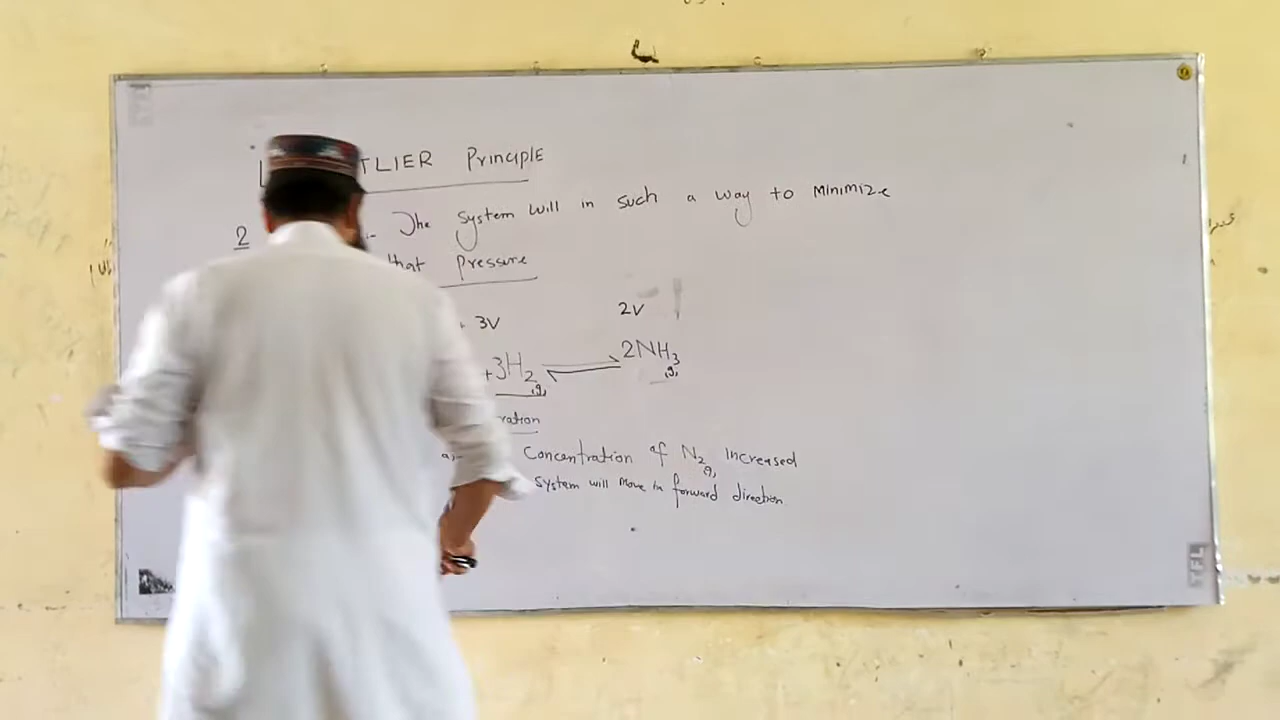 TLIER Principle
2 The System will in such a way to MINIMIZE
that Pressure
3V 2V
+3H2(g) ⇌ 2NH3(g)
ration
a,- Concentration of N2(g) Increased
System will Move in forward direction
TFL